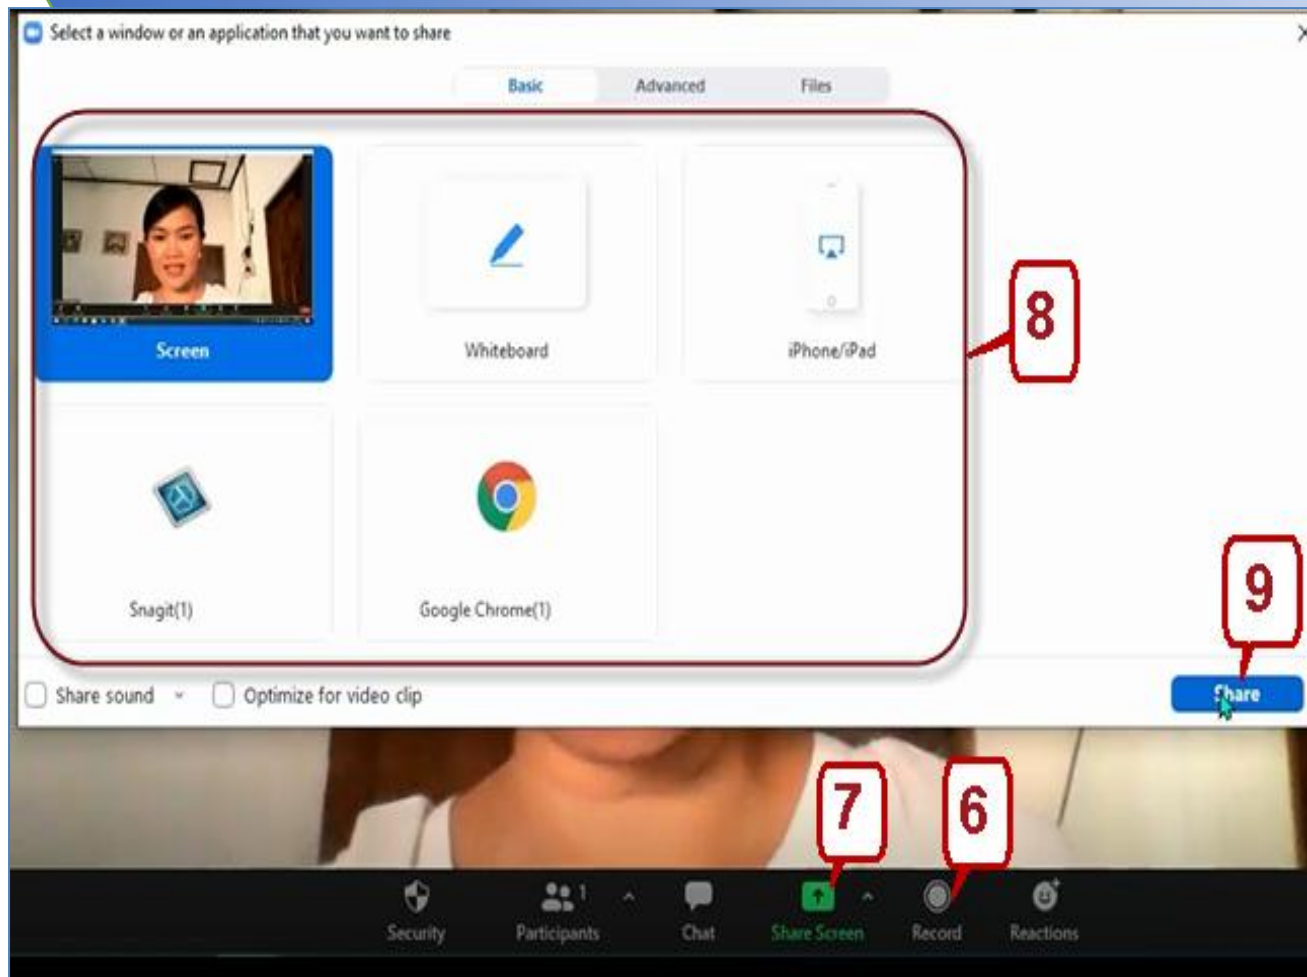 Select a window or an application that you want to share
Basic Advanced Files
Screen Whiteboard iPhone/iPad
8
Snagit(1) Google Chrome(1)
9
Share sound Optimize for video clip Share
7 6
1
Security Participants Chat Share Screen Record Reactions